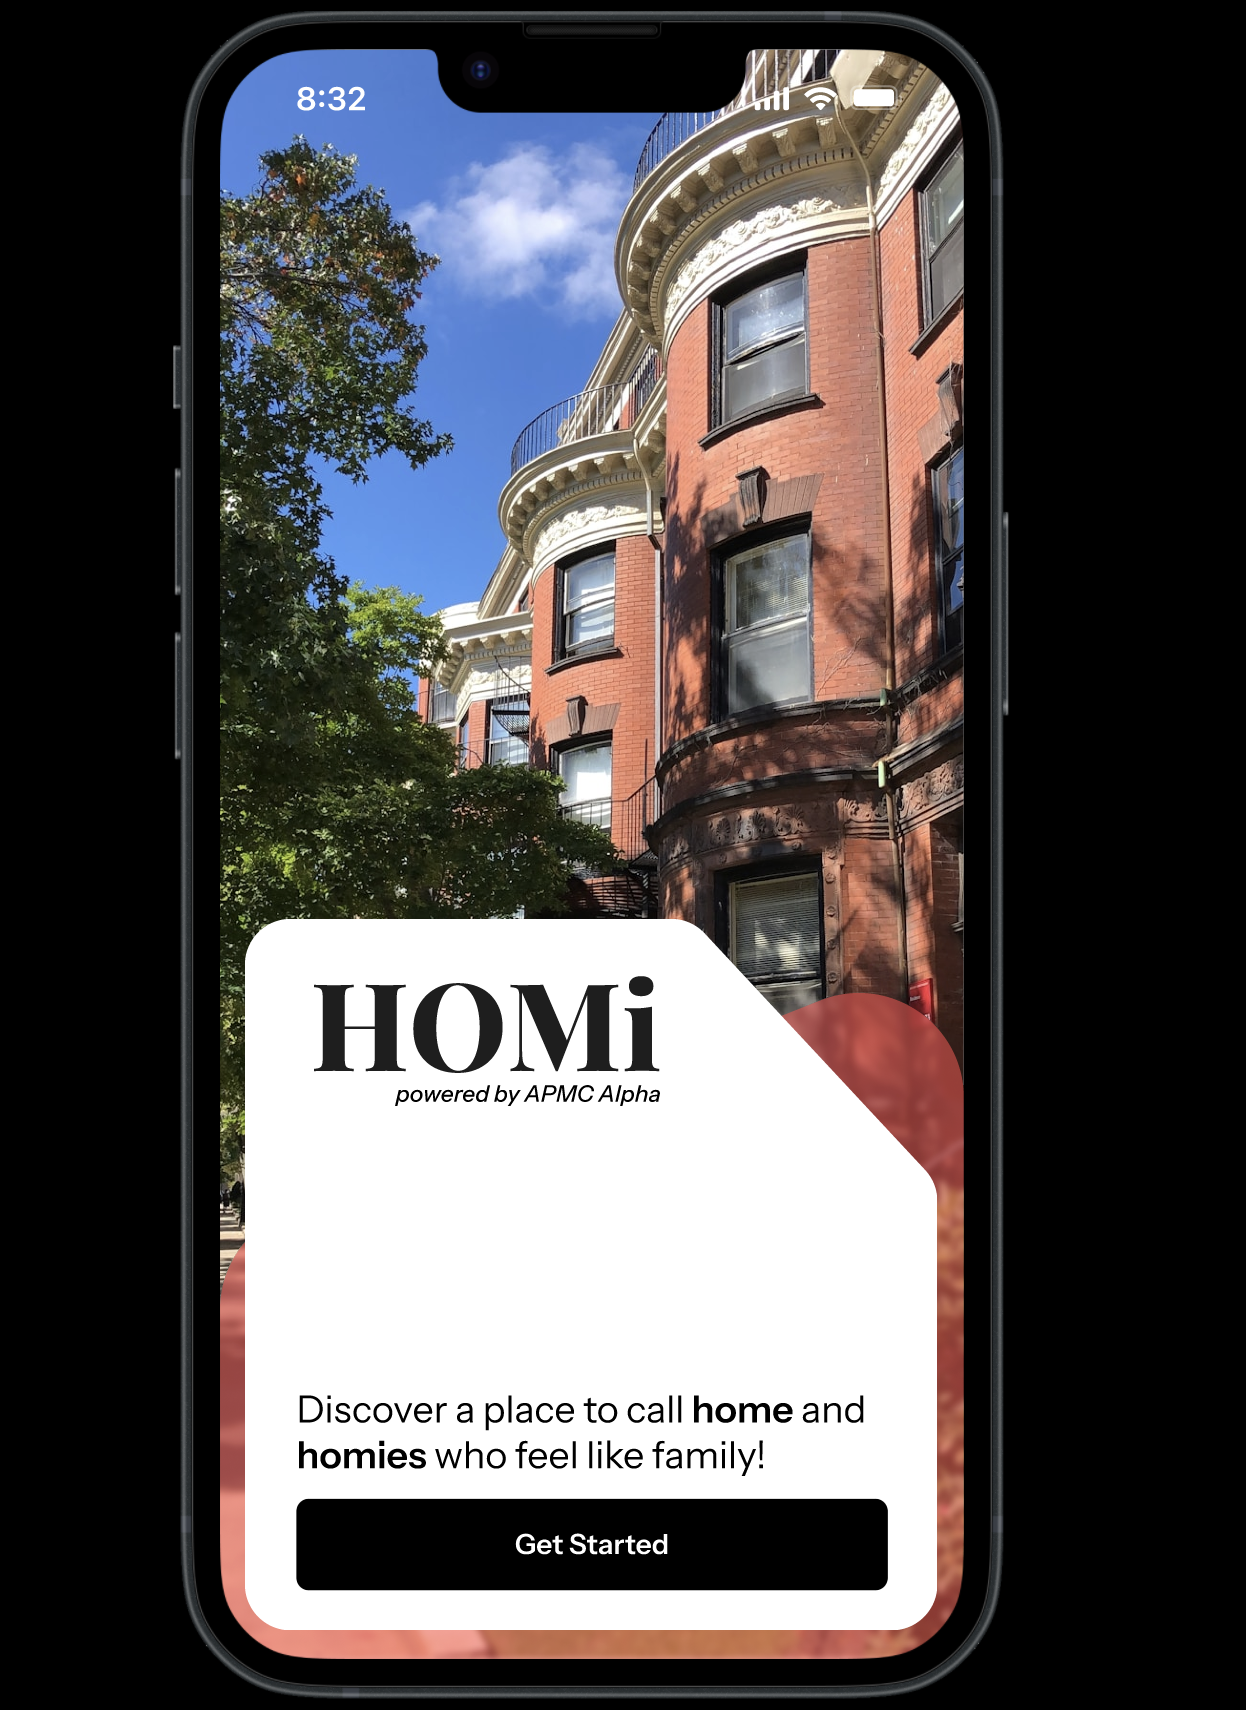 8:32
HOMi
powered by APMC Alpha
Discover a place to call home and
homies who feel like family!
Get Started